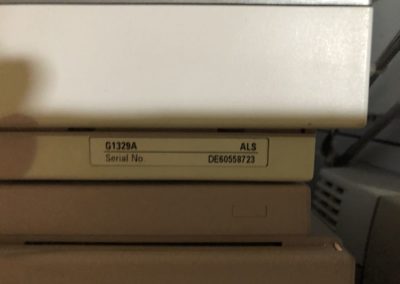 G1329A ALS
Serial No. DE60558723